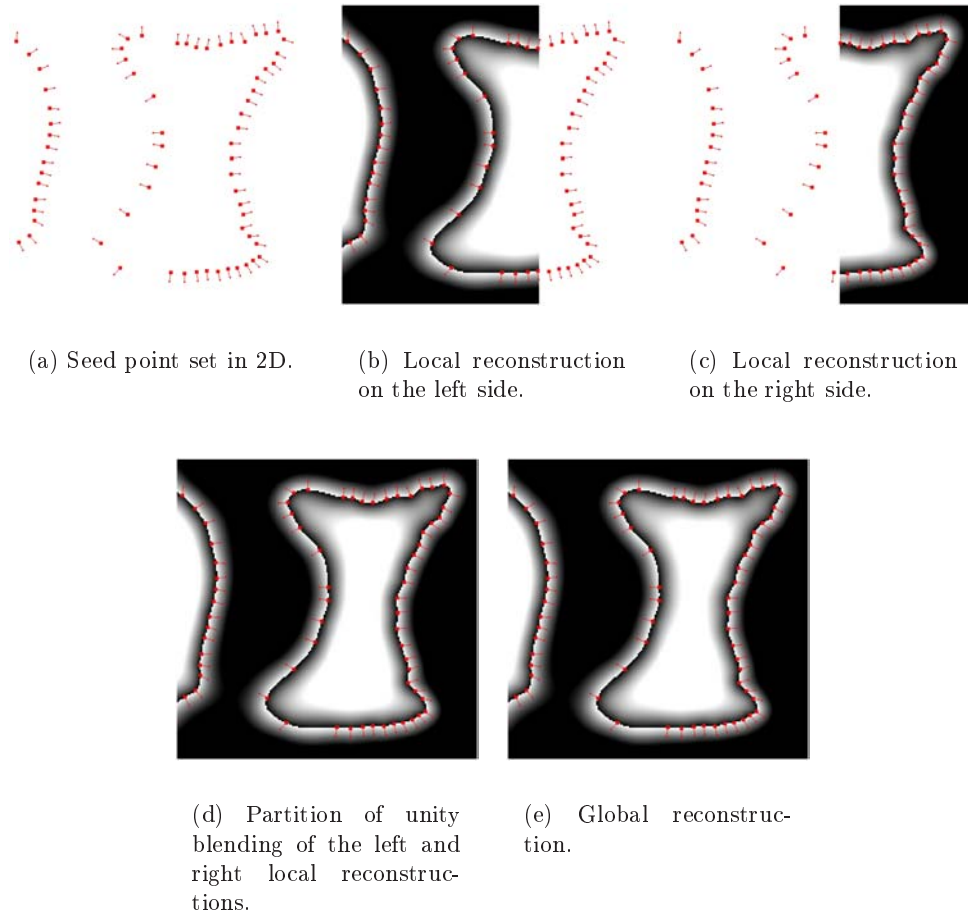 (a) Seed point set in 2D.
(b) Local reconstruction
on the left side.
(c) Local reconstruction
on the right side.
(d) Partition of unity
blending of the left and
right local reconstruc-
tions.
(e) Global reconstruc-
tion.